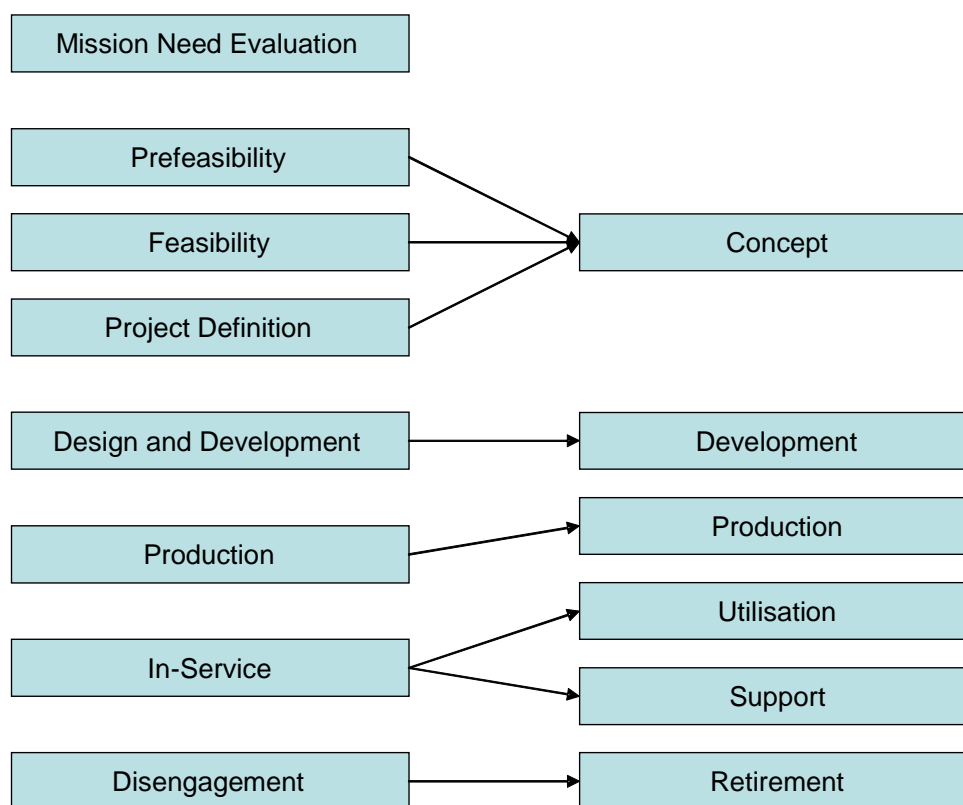 Mission Need Evaluation
Prefeasibility
Feasibility
Concept
Project Definition
Design and Development
Development
Production
Production
Utilisation
In-Service
Support
Disengagement
Retirement